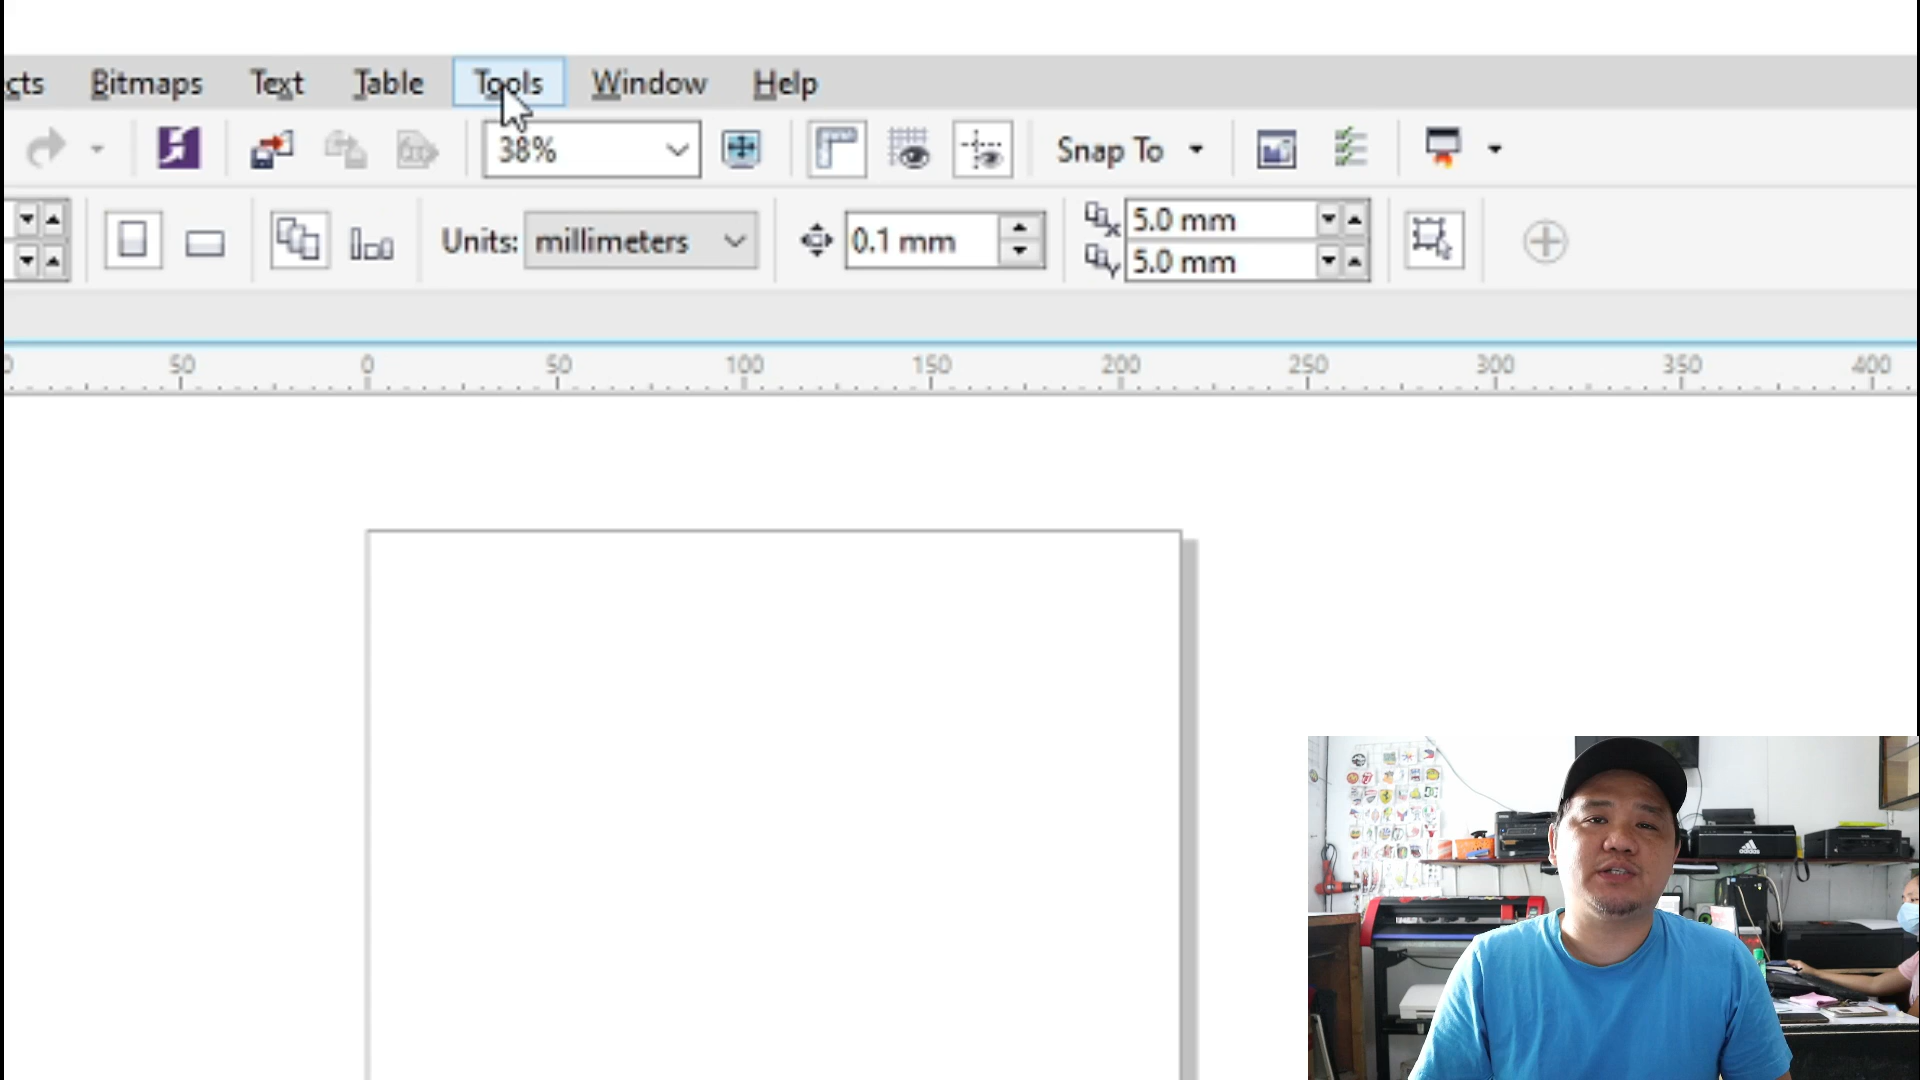 cts Bitmaps Text Table Tools Window Help
38% Snap To
Units: millimeters 0.1 mm 5.0 mm
5.0 mm
50 0 50 100 150 200 250 300 350 400
adidas